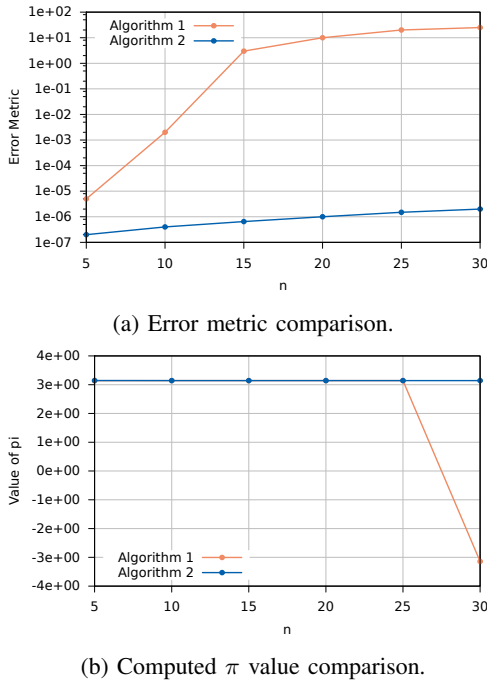 1e+02
1e+01
1e+00
1e-01
1e-02
1e-03
1e-04
1e-05
1e-06
1e-07
Error Metric
Algorithm 1
Algorithm 2
5 10 15 20 25 30
n
(a) Error metric comparison.
4e+00
3e+00
2e+00
1e+00
0e+00
-1e+00
-2e+00
-3e+00
-4e+00
Value of pi
Algorithm 1
Algorithm 2
5 10 15 20 25 30
n
(b) Computed π value comparison.